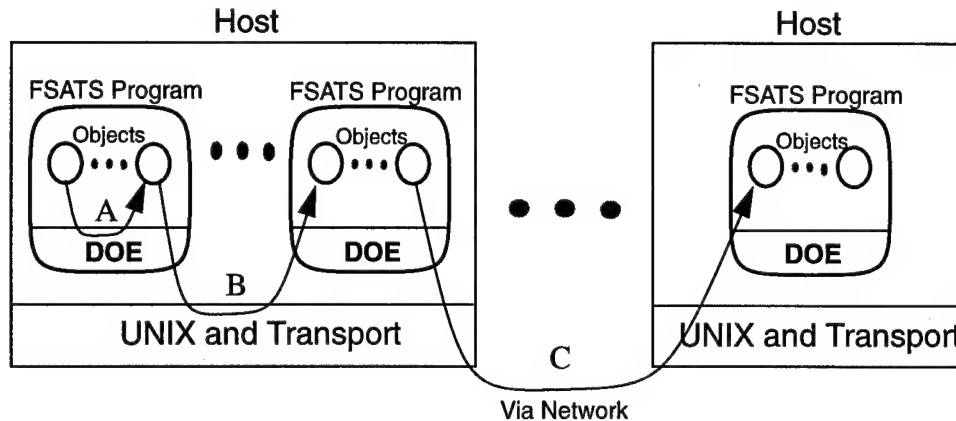 Host
Host
FSATS Program
FSATS Program
FSATS Program
Objects
Objects
Objects
A
DOE
DOE
DOE
B
UNIX and Transport
UNIX and Transport
C
Via Network